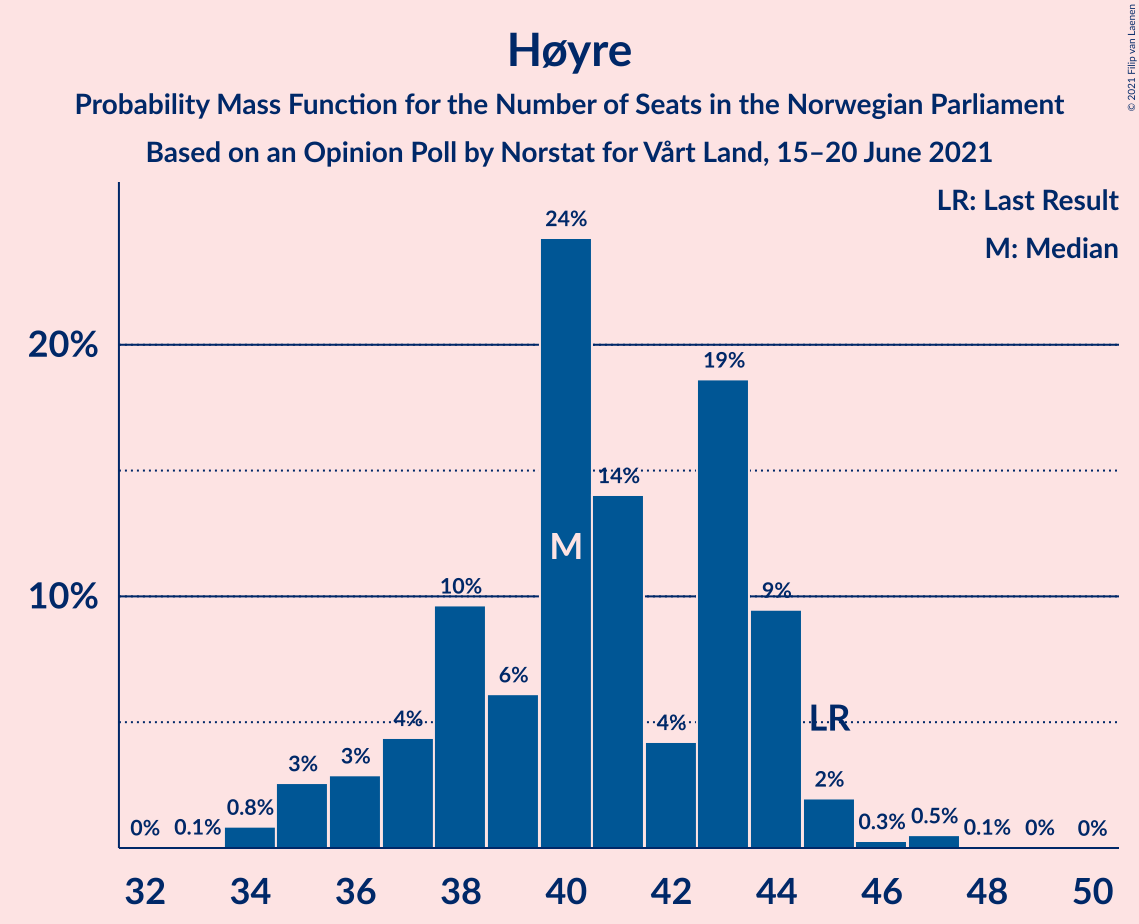 Høyre
Probability Mass Function for the Number of Seats in the Norwegian Parliament
Based on an Opinion Poll by Norstat for Vårt Land, 15–20 June 2021
© 2021 Filip van Laenen
LR: Last Result
M: Median
24%
20%
19%
14%
M
10%
10%
9%
6%
4%
4%
LR
3%
3%
2%
0.8%
0.5%
0.3%
0%
0.1%
0.1%
0%
0%
32 34 36 38 40 42 44 46 48 50